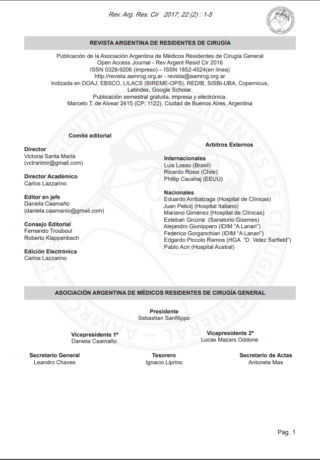 Rev. Arg. Res. Cir 2017; 22 (2) : 1-5
REVISTA ARGENTINA DE RESIDENTES DE CIRUGÍA
Publicación de la Asociación Argentina de Médicos Residentes de Cirugía General
Open Access Journal - Rev Argent Resid Cir 2016
ISSN 0328-9206 (impreso) – ISSN 1852-4524(en línea)
http://revista.aamrcg.org.ar - revista@aamrcg.org.ar
Indizada en DOAJ, EBSCO, LILACS (BIREME-OPS), REDIB, SISBI-UBA, Copernicus,
Latindex, Google Scholar.
Publicación semestral gratuita, impresa y electrónica.
Marcelo T. de Alvear 2415 (CP: 1122), Ciudad de Buenos Aires, Argentina
Comité editorial
Director
Victoria Santa María
(vctrsntmr@gmail.com)
Director Académico
Carlos Lazzarino
Editor en jefe
Daniela Caamaño
(daniela.caamanio@gmail.com)
Consejo Editorial
Fernando Trouboul
Roberto Klappenbach
Edición Electrónica
Carlos Lazzarino
Arbitros Externos
Internacionales
Luis Losso (Brasil)
Ricardo Rossi (Chile)
Phillip Caushaj (EEUU)
Nacionales
Eduardo Arribalzaga (Hospital de Clínicas)
Juan Pekolj (Hospital Italiano)
Mariano Giménez (Hospital de Clínicas)
Esteban Grzona (Sanatorio Güemes)
Alejandro Giunippero (IDIM "A Lanari")
Federico Gorganchian (IDIM "A Lanari")
Edgardo Piccolo Ramos (HGA. "D. Velez Sarfield")
Pablo Acri (Hospital Austral)
ASOCIACIÓN ARGENTINA DE MÉDICOS RESIDENTES DE CIRUGÍA GENERAL
Presidente
Sebastian Sanfilippo
Vicepresidente 1º
Daniela Caamaño
Vicepresidente 2º
Lucas Mazars Oddone
Secretario General
Leandro Chaves
Tesorero
Ignacio Liprino
Secretario de Actas
Antonela Mas
Pag. 1